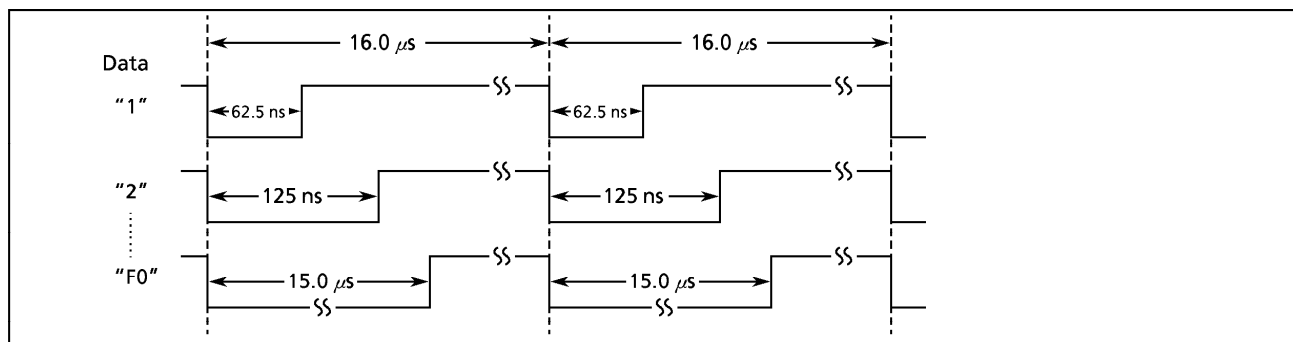 16.0 μs 16.0 μs
Data
“1” 62.5 ns 62.5 ns
“2” 125 ns 125 ns
“F0” 15.0 μs 15.0 μs